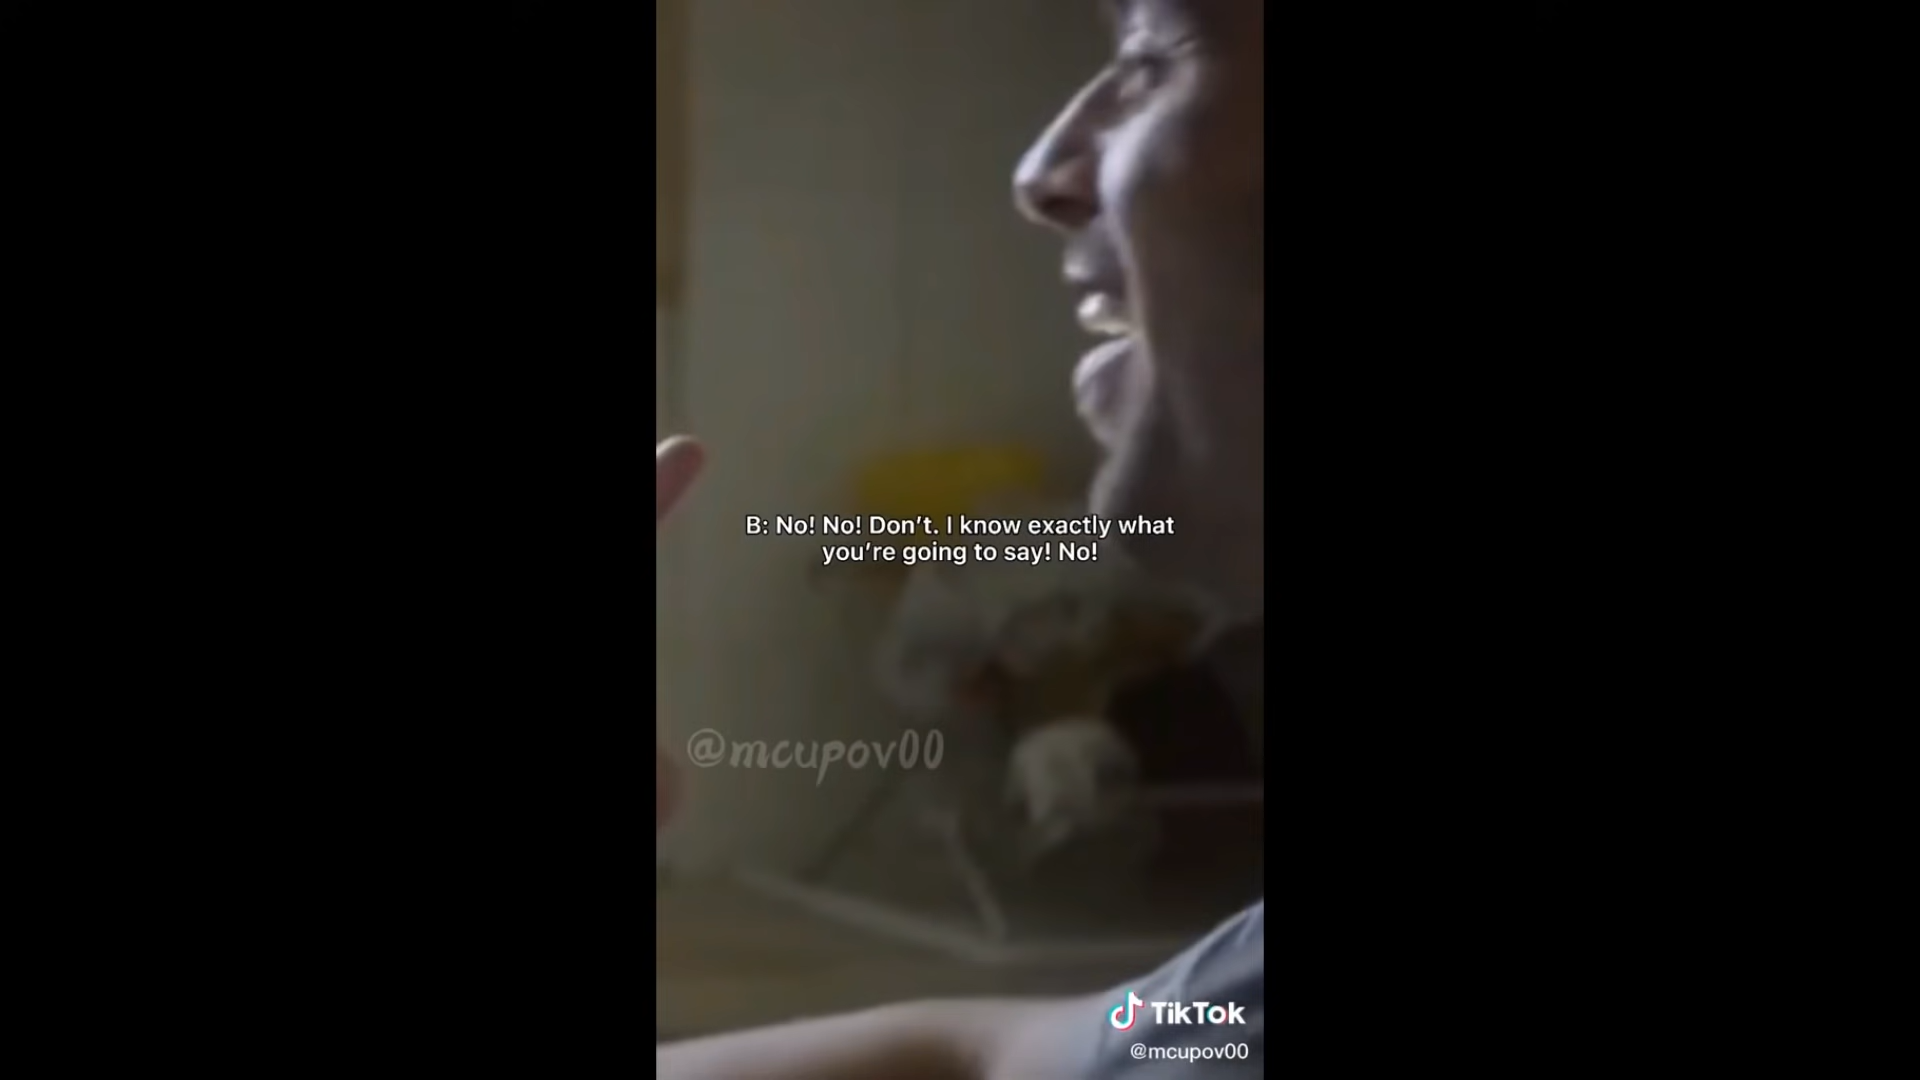 B: No! No! Don’t. I know exactly what
you’re going to say! No!
@mcupov00
TikTok
@mcupov00